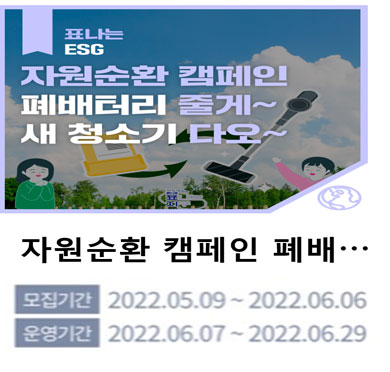 표나는
ESG
자원순환 캠페인
폐배터리 줄게~
새 청소기 다오~
자원순환 캠페인 폐배…
모집기간 2022.05.09 ~ 2022.06.06
운영기간 2022.06.07 ~ 2022.06.29